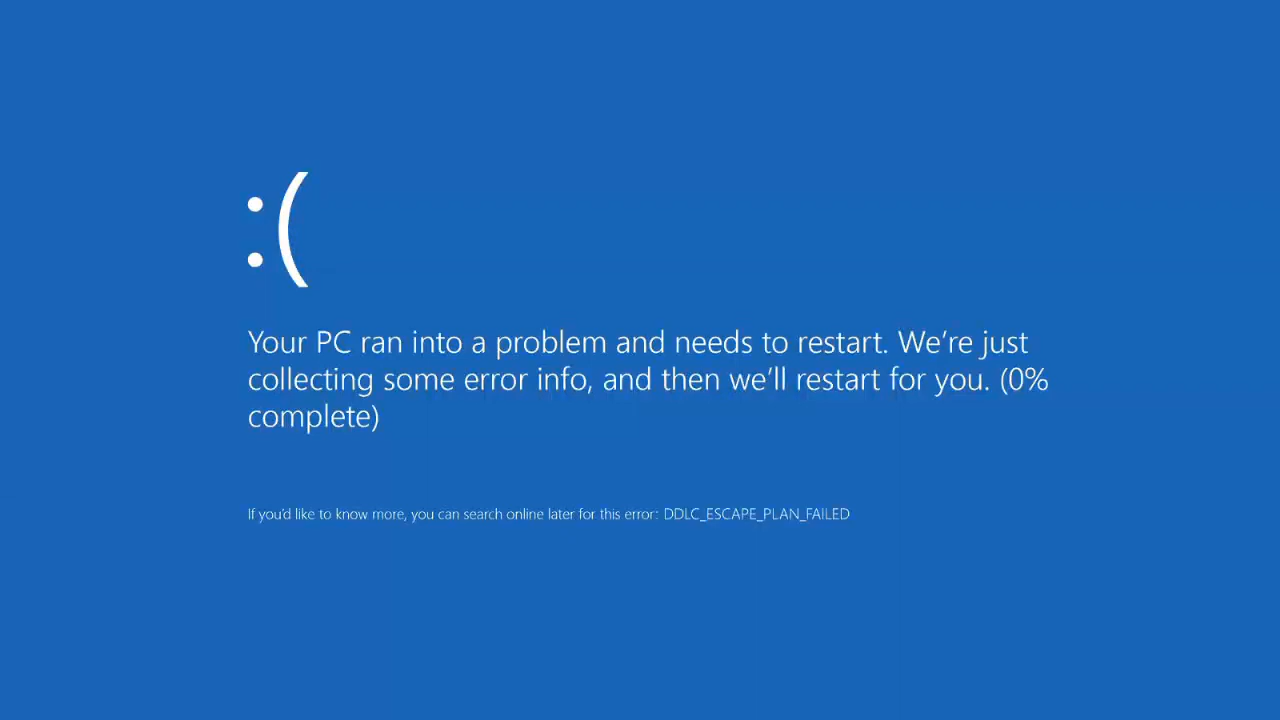 :(
Your PC ran into a problem and needs to restart. We're just
collecting some error info, and then we'll restart for you. (0%
complete)
If you'd like to know more, you can search online later for this error: DDLC_ESCAPE_PLAN_FAILED